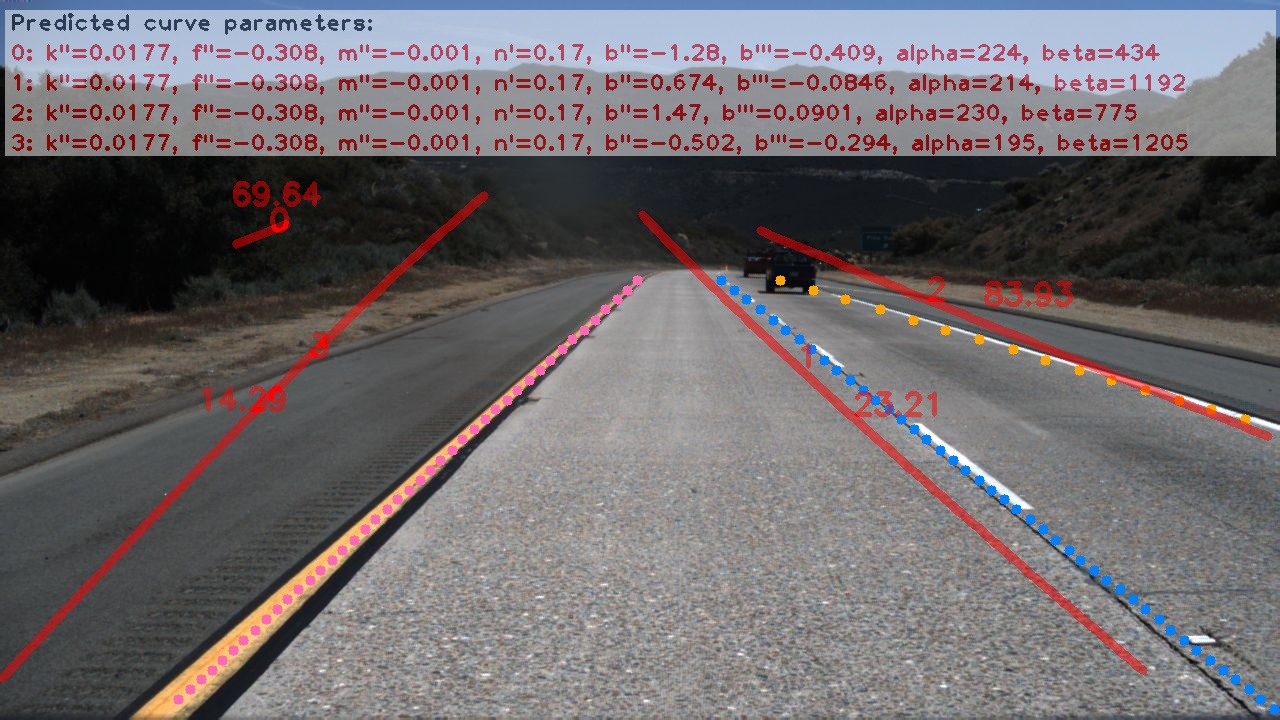 Predicted curve parameters:
0: k''=0.0177, f''=-0.308, m''=-0.001, n'=0.17, b''=-1.28, b'''=-0.409, alpha=224, beta=434
1: k''=0.0177, f''=-0.308, m''=-0.001, n'=0.17, b''=0.674, b'''=-0.0846, alpha=214, beta=1192
2: k''=0.0177, f''=-0.308, m''=-0.001, n'=0.17, b''=1.47, b'''=0.0901, alpha=230, beta=775
3: k''=0.0177, f''=-0.308, m''=-0.001, n'=0.17, b''=-0.502, b'''=-0.294, alpha=195, beta=1205
69.64
0
2 83.93
3
1
14.29
23.21